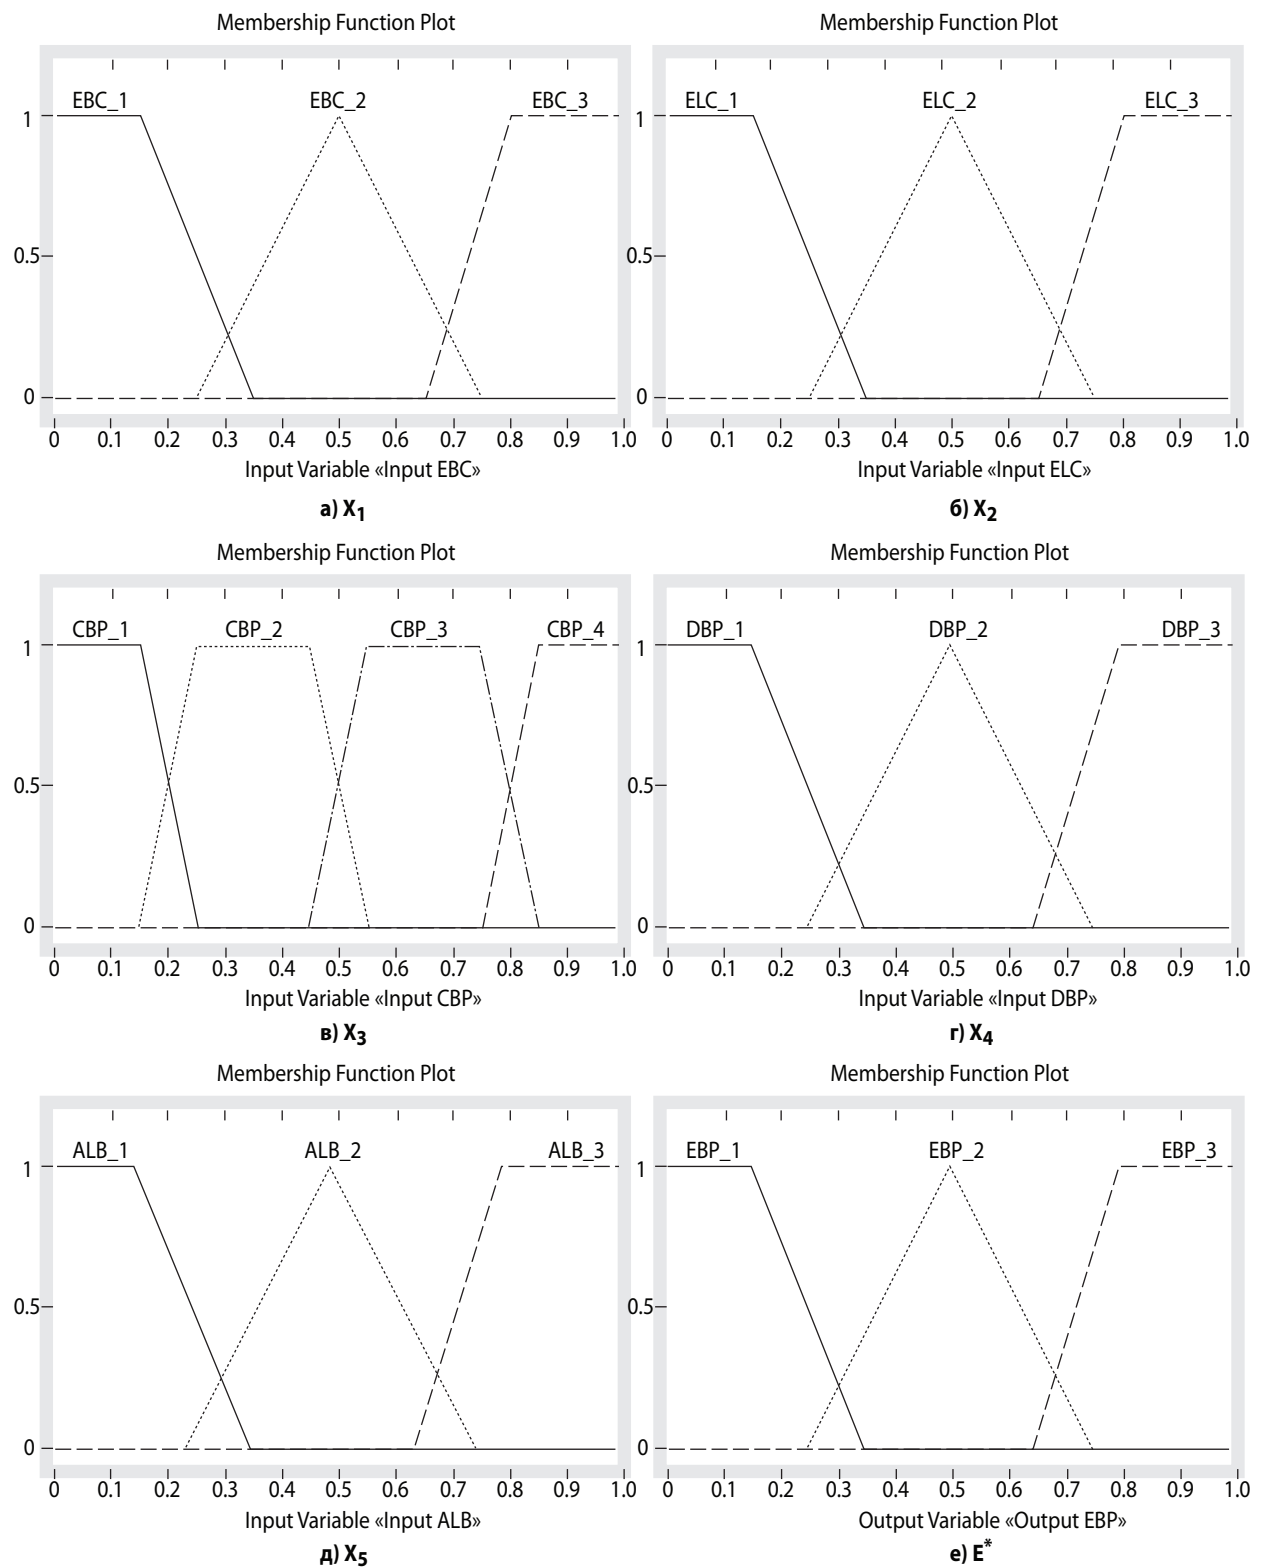 Membership Function Plot
Membership Function Plot
EBC_1 EBC_2 EBC_3
1
0.5
0
0 0.1 0.2 0.3 0.4 0.5 0.6 0.7 0.8 0.9 1.0
Input Variable «Input EBC»
а) X1
ELC_1 ELC_2 ELC_3
1
0.5
0
0 0.1 0.2 0.3 0.4 0.5 0.6 0.7 0.8 0.9 1.0
Input Variable «Input ELC»
б) X2
Membership Function Plot
Membership Function Plot
CBP_1 CBP_2 CBP_3 CBP_4
1
0.5
0
0 0.1 0.2 0.3 0.4 0.5 0.6 0.7 0.8 0.9 1.0
Input Variable «Input CBP»
в) X3
DBP_1 DBP_2 DBP_3
1
0.5
0
0 0.1 0.2 0.3 0.4 0.5 0.6 0.7 0.8 0.9 1.0
Input Variable «Input DBP»
г) X4
Membership Function Plot
Membership Function Plot
ALB_1 ALB_2 ALB_3
1
0.5
0
0 0.1 0.2 0.3 0.4 0.5 0.6 0.7 0.8 0.9 1.0
Input Variable «Input ALB»
д) X5
EBP_1 EBP_2 EBP_3
1
0.5
0
0 0.1 0.2 0.3 0.4 0.5 0.6 0.7 0.8 0.9 1.0
Output Variable «Output EBP»
е) E*